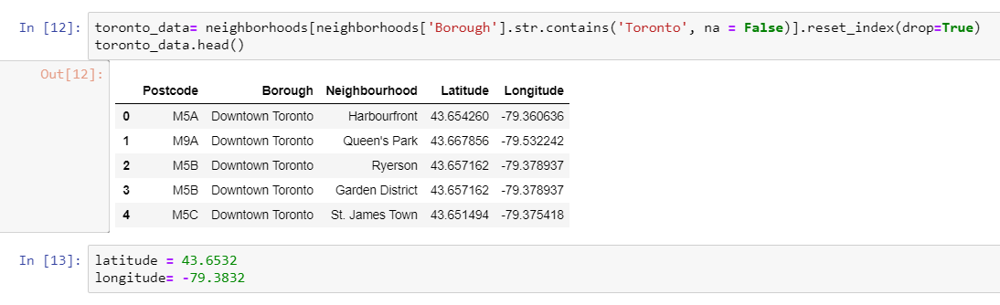 In [12]: toronto_data= neighborhoods[neighborhoods['Borough'].str.contains('Toronto', na = False)].reset_index(drop=True)
toronto_data.head()
Out[12]:
Postcode Borough Neighbourhood Latitude Longitude
0 M5A Downtown Toronto Harbourfront 43.654260 -79.360636
1 M9A Downtown Toronto Queen's Park 43.667856 -79.532242
2 M5B Downtown Toronto Ryerson 43.657162 -79.378937
3 M5B Downtown Toronto Garden District 43.657162 -79.378937
4 M5C Downtown Toronto St. James Town 43.651494 -79.375418
In [13]: latitude = 43.6532
longitude= -79.3832